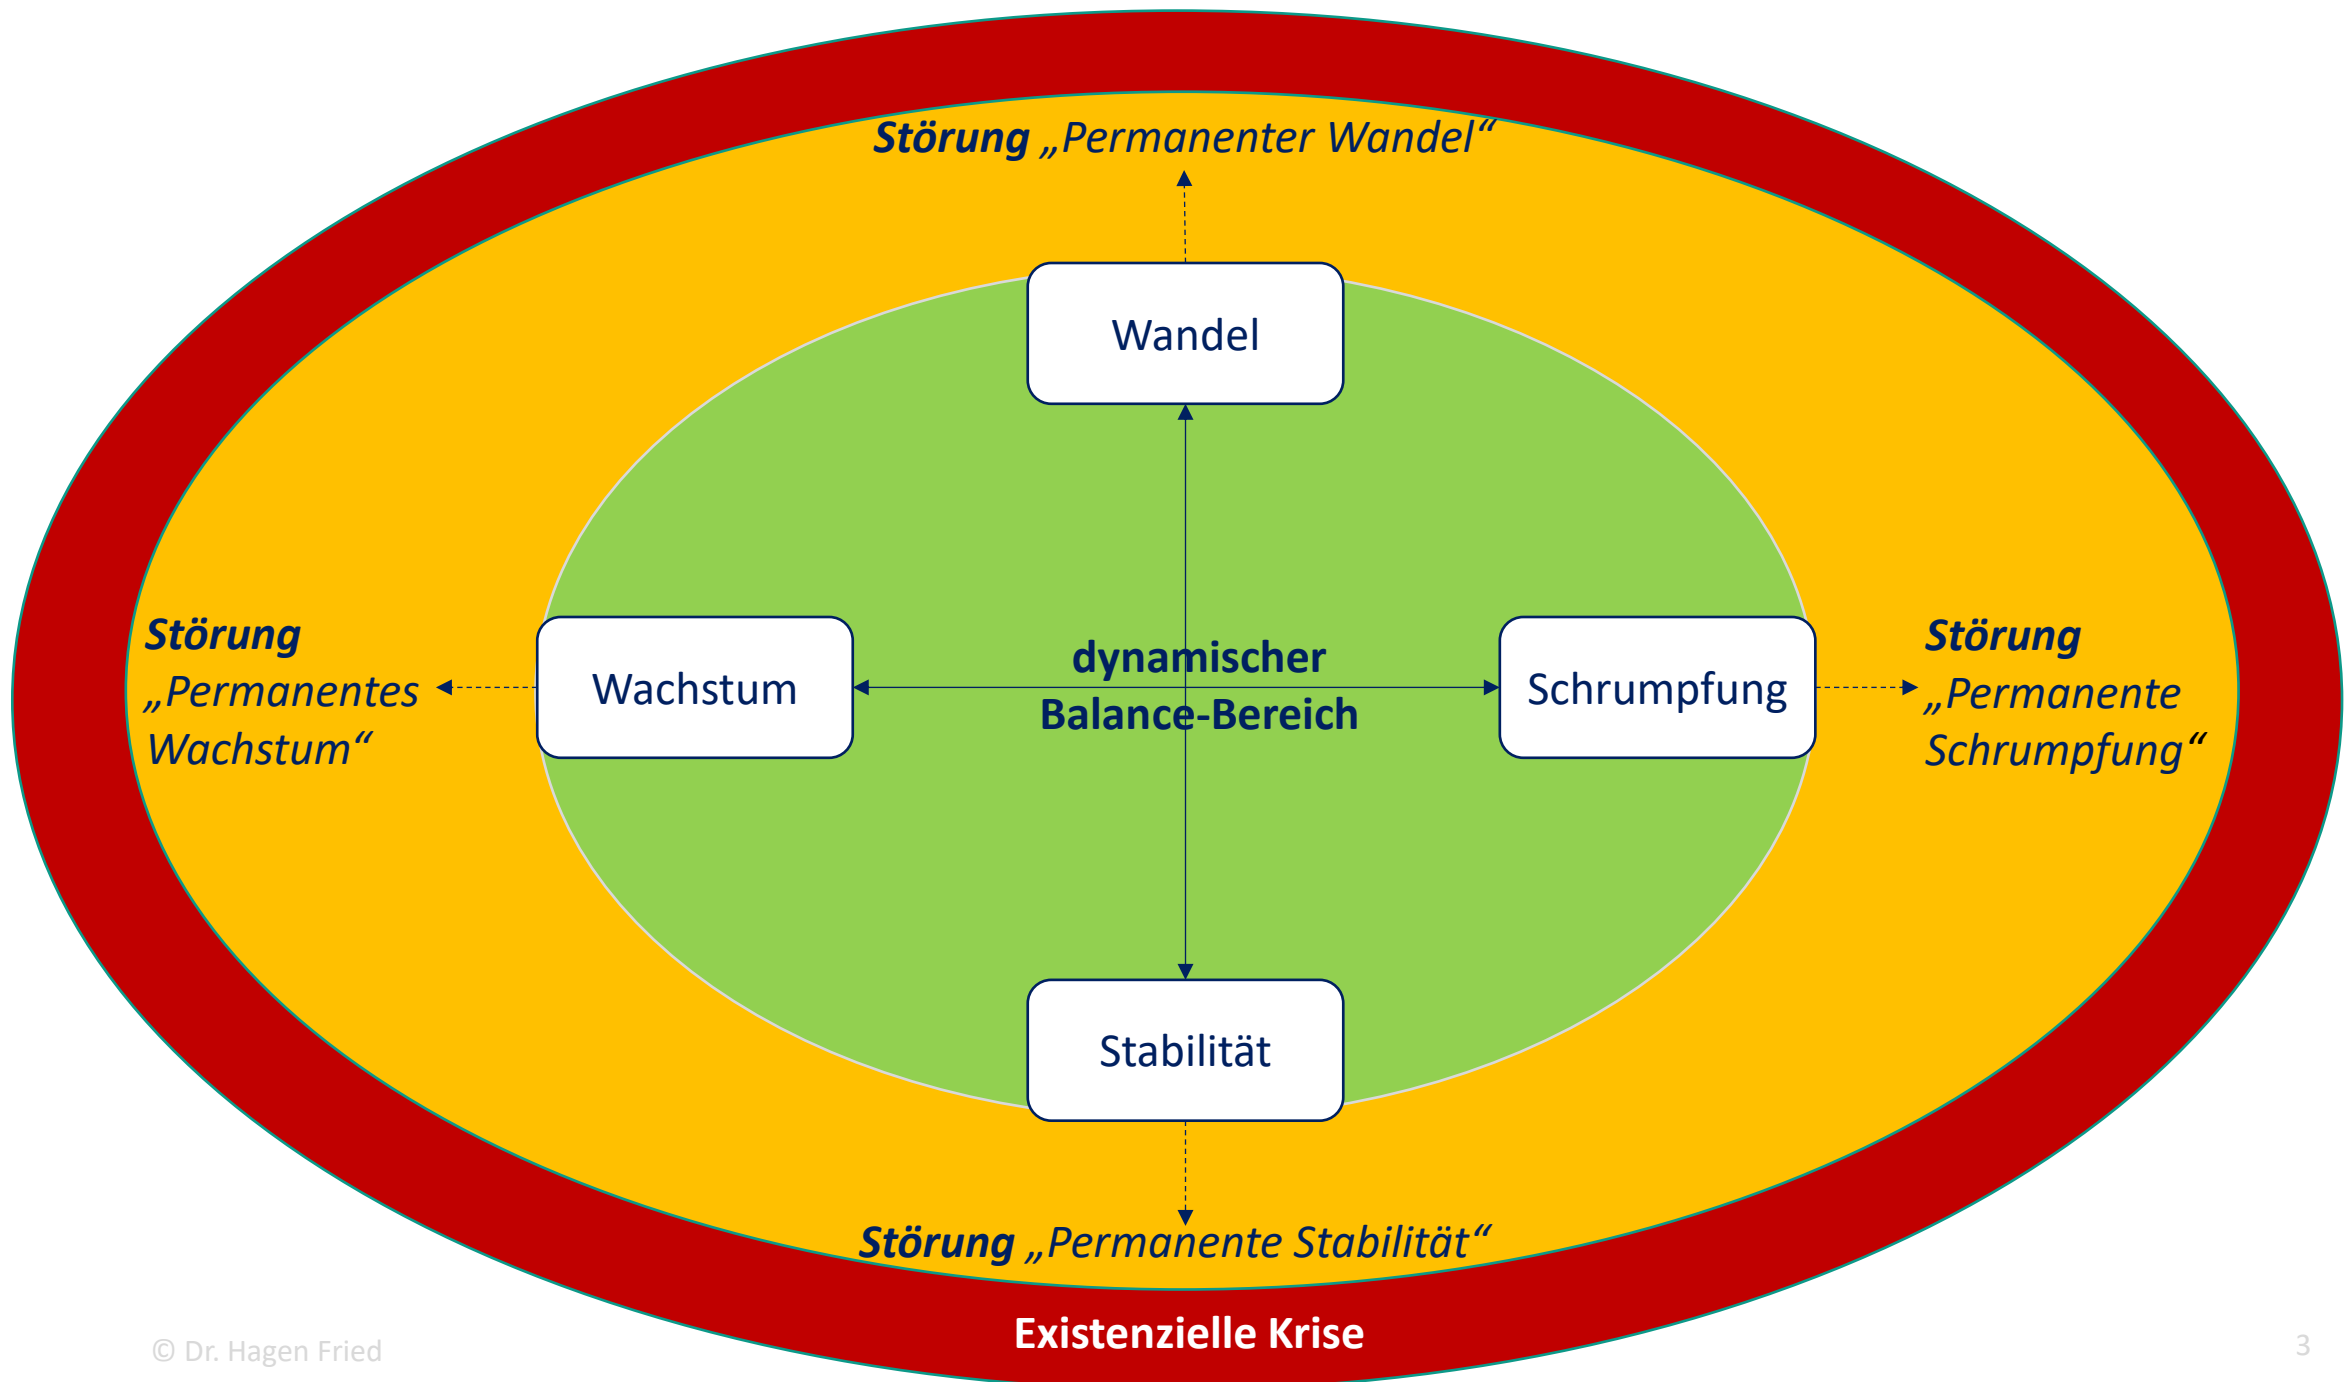 Störung „Permanenter Wandel“
Wandel
Störung
„Permanentes
Wachstum“
Wachstum
dynamischer
Balance-Bereich
Schrumpfung
Störung
„Permanente
Schrumpfung“
Stabilität
Störung „Permanente Stabilität“
Existenzielle Krise
© Dr. Hagen Fried
3